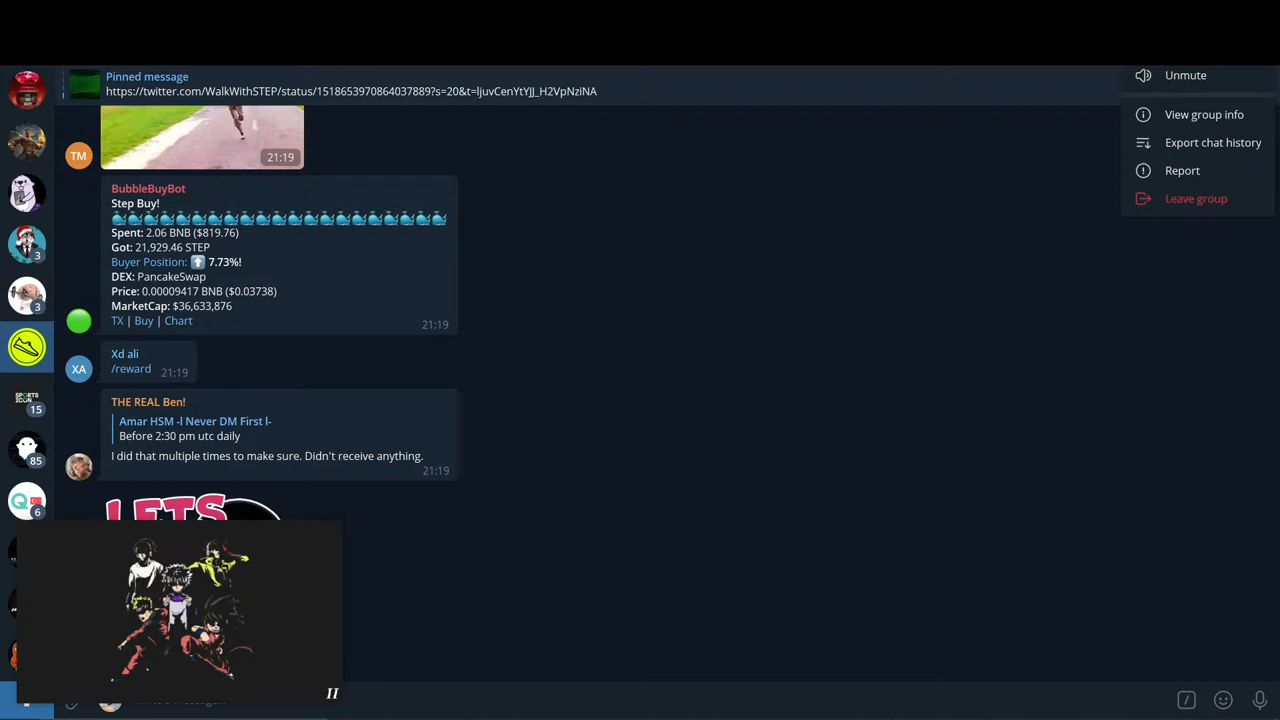 Pinned message
https://twitter.com/WalkWithSTEP/status/1518653970864037889?s=20&t=ljuvCenYtYJJ_H2VpNziNA
Unmute
View group info
Export chat history
Report
Leave group
21:19
TM
BubbleBuyBot
Step Buy!
Spent: 2.06 BNB ($819.76)
Got: 21,929.46 STEP
Buyer Position: ⬆ 7.73%!
DEX: PancakeSwap
Price: 0.00009417 BNB ($0.03738)
MarketCap: $36,633,876
TX | Buy | Chart
21:19
Xd ali
/reward
21:19
XA
THE REAL Ben!
Amar HSM -l Never DM First l-
Before 2:30 pm utc daily
I did that multiple times to make sure. Didn't receive anything.
21:19
LETS
3
3
SPORTS
ICON
15
85
Q
6
II